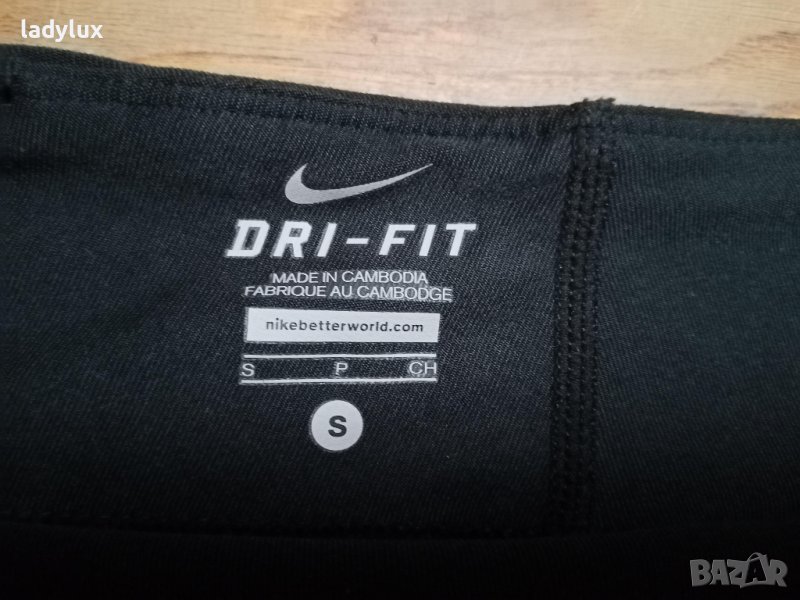 ladylux
DRI-FIT
MADE IN CAMBODIA
FABRIQUE AU CAMBODGE
nikebetterworld.com
S P CH
S
BAZAR